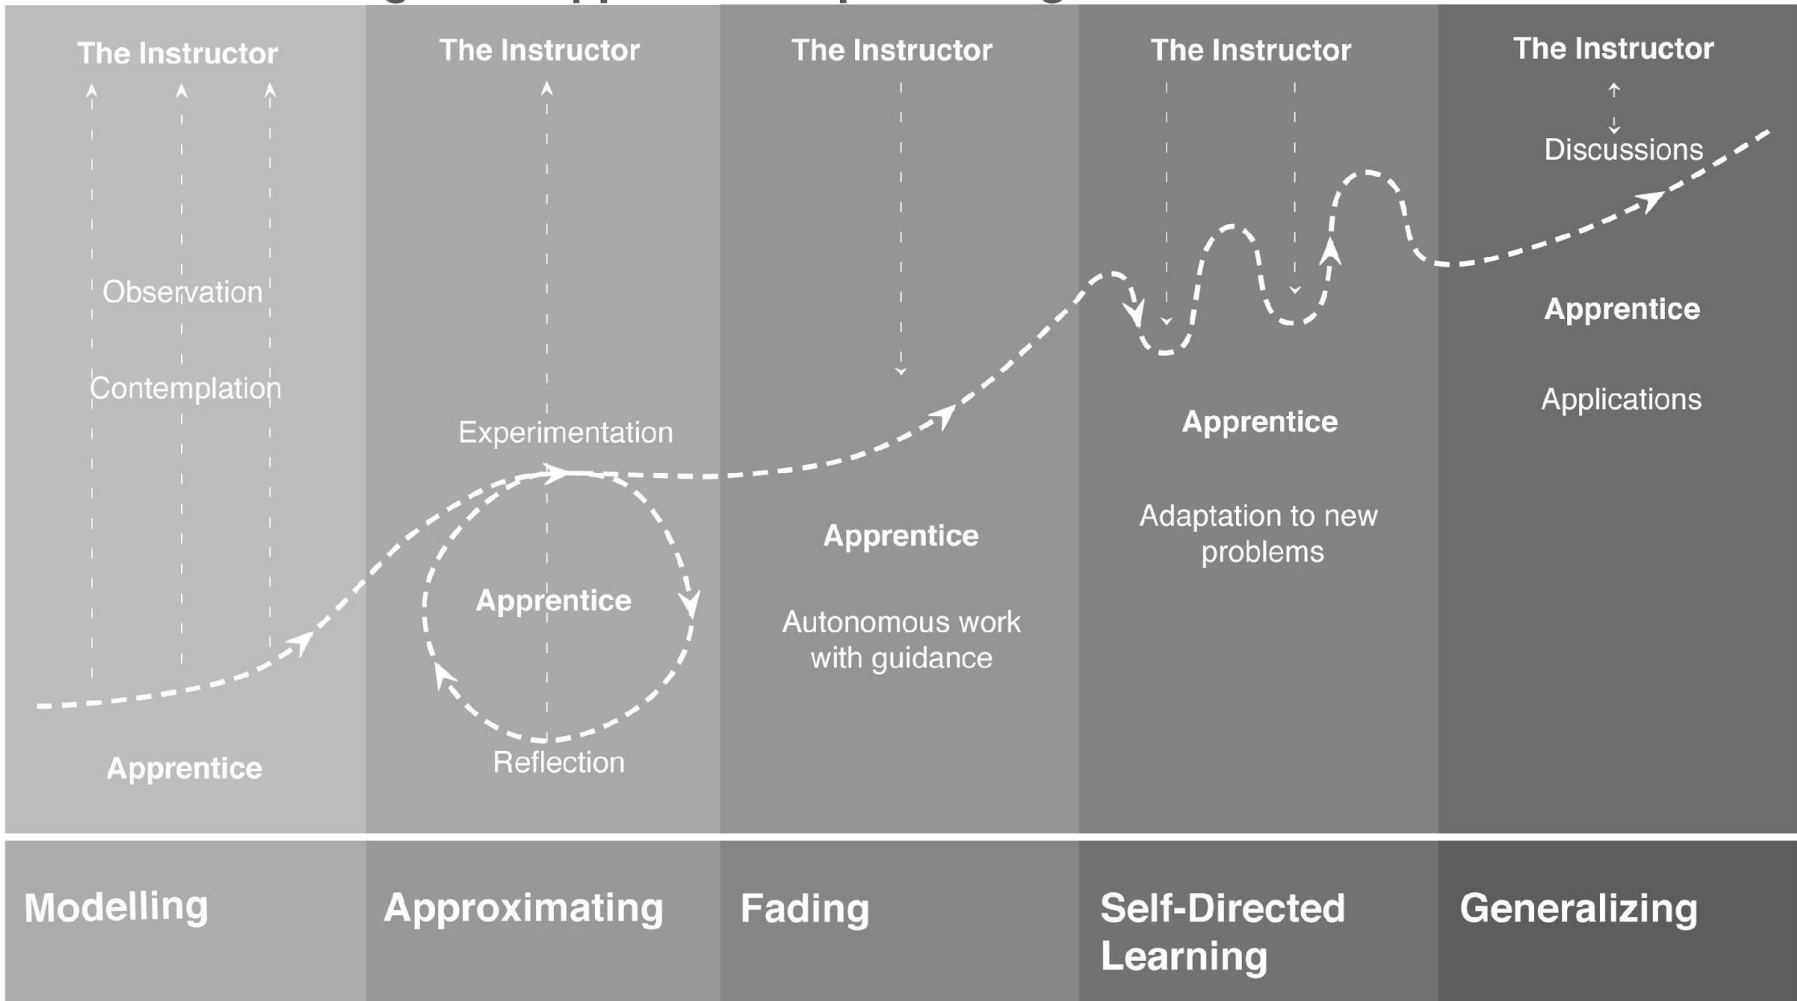 The Instructor
Observation
Contemplation
Apprentice
The Instructor
Experimentation
Apprentice
Reflection
The Instructor
Apprentice
Autonomous work
with guidance
The Instructor
Apprentice
Adaptation to new
problems
The Instructor
Discussions
Apprentice
Applications
Modelling
Approximating
Fading
Self-Directed
Learning
Generalizing